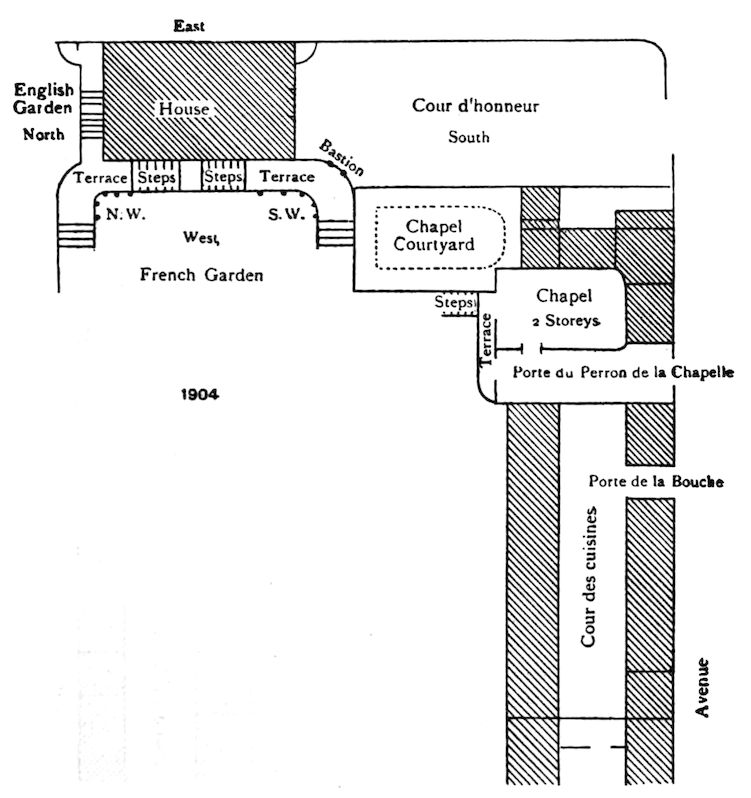 East
English
Garden
North
House
Cour d'honneur
South
Bastion
Terrace
Steps
Steps
Terrace
N. W.
S. W.
West,
French Garden
Chapel
Courtyard
Steps
Chapel
2 Storeys
Terrace
Porte du Perron de la Chapelle
1904
Porte de la Bouche
Cour des cuisines
Avenue